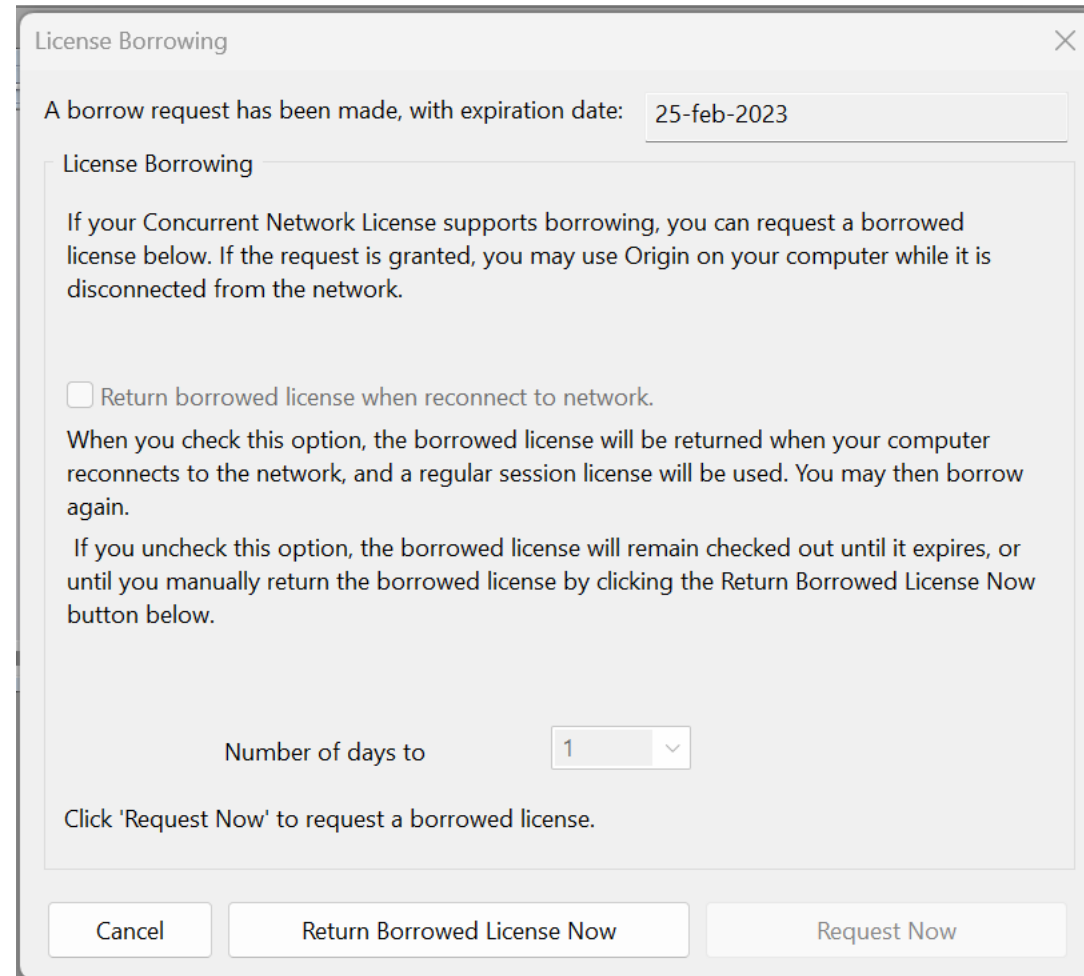 License Borrowing
A borrow request has been made, with expiration date: 25-feb-2023
License Borrowing
If your Concurrent Network License supports borrowing, you can request a borrowed
license below. If the request is granted, you may use Origin on your computer while it is
disconnected from the network.
Return borrowed license when reconnect to network.
When you check this option, the borrowed license will be returned when your computer
reconnects to the network, and a regular session license will be used. You may then borrow
again.
If you uncheck this option, the borrowed license will remain checked out until it expires, or
until you manually return the borrowed license by clicking the Return Borrowed License Now
button below.
Number of days to 1
Click 'Request Now' to request a borrowed license.
Cancel Return Borrowed License Now Request Now